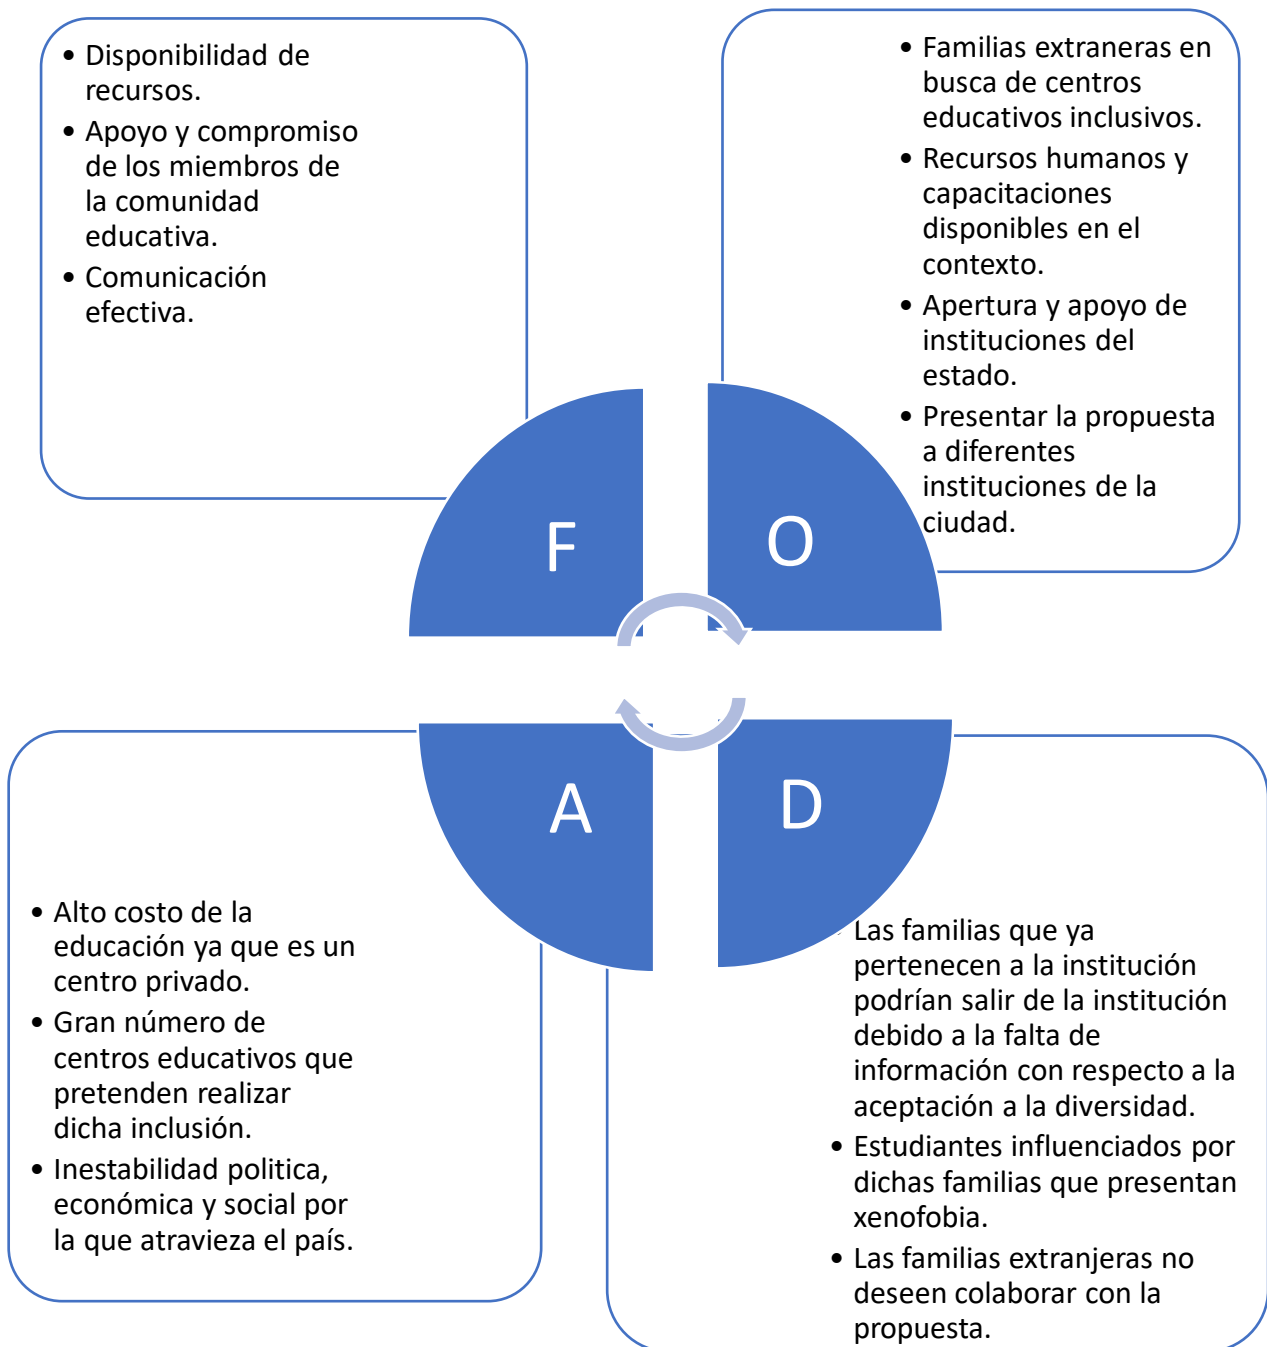 • Disponibilidad de
recursos.
• Apoyo y compromiso
de los miembros de
la comunidad
educativa.
• Comunicación
efectiva.
• Familias extraneras en
busca de centros
educativos inclusivos.
• Recursos humanos y
capacitaciones
disponibles en el
contexto.
• Apertura y apoyo de
instituciones del
estado.
• Presentar la propuesta
a diferentes
instituciones de la
ciudad.
F
O
A
D
• Alto costo de la
educación ya que es un
centro privado.
• Gran número de
centros educativos que
pretenden realizar
dicha inclusión.
• Inestabilidad politica,
económica y social por
la que atravieza el país.
• Las familias que ya
pertenecen a la institución
podrían salir de la institución
debido a la falta de
información con respecto a la
aceptación a la diversidad.
• Estudiantes influenciados por
dichas familias que presentan
xenofobia.
• Las familias extranjeras no
deseen colaborar con la
propuesta.